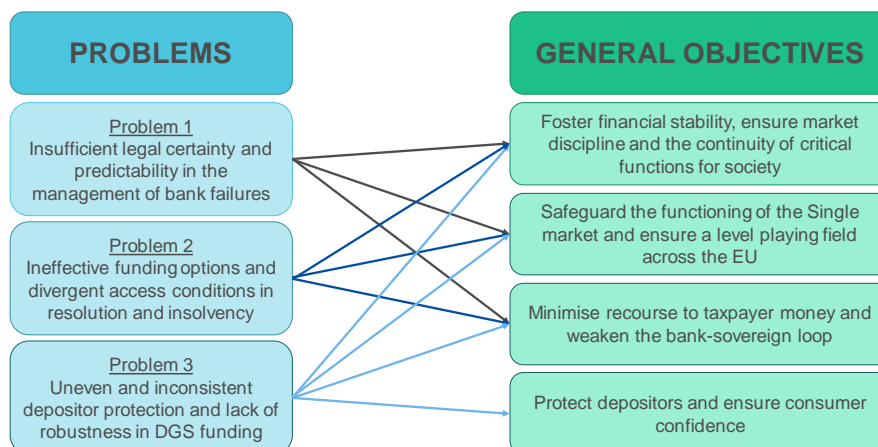 PROBLEMS
Problem 1
Insufficient legal certainty and
predictability in the
management of bank failures
Problem 2
Ineffective funding options and
divergent access conditions in
resolution and insolvency
Problem 3
Uneven and inconsistent
depositor protection and lack of
robustness in DGS funding
GENERAL OBJECTIVES
Foster financial stability, ensure market
discipline and the continuity of critical
functions for society
Safeguard the functioning of the Single
market and ensure a level playing field
across the EU
Minimise recourse to taxpayer money and
weaken the bank-sovereign loop
Protect depositors and ensure consumer
confidence